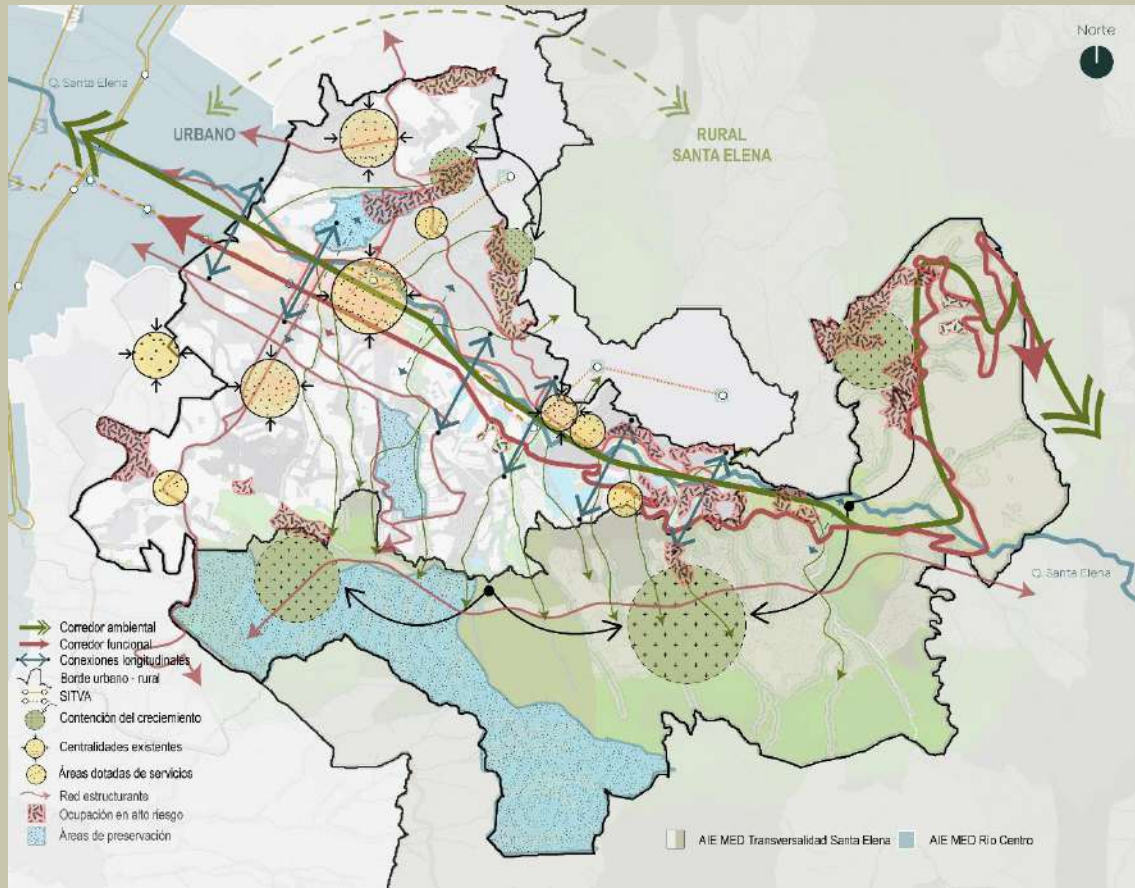 Norte
Q. Santa Elena
URBANO
RURAL
SANTA ELENA
Q. Santa Elena
Corredor ambiental
Corredor funcional
Conexiones longitudinales
Borde urbano - rural
SITVA
Contención del creciemiento
Centralidades existentes
Áreas dotadas de servicios
Red estructurante
Ocupación en alto riesgo
Áreas de preservación
AIE MED Transversalidad Santa Elena
AIE MED Rio Centro